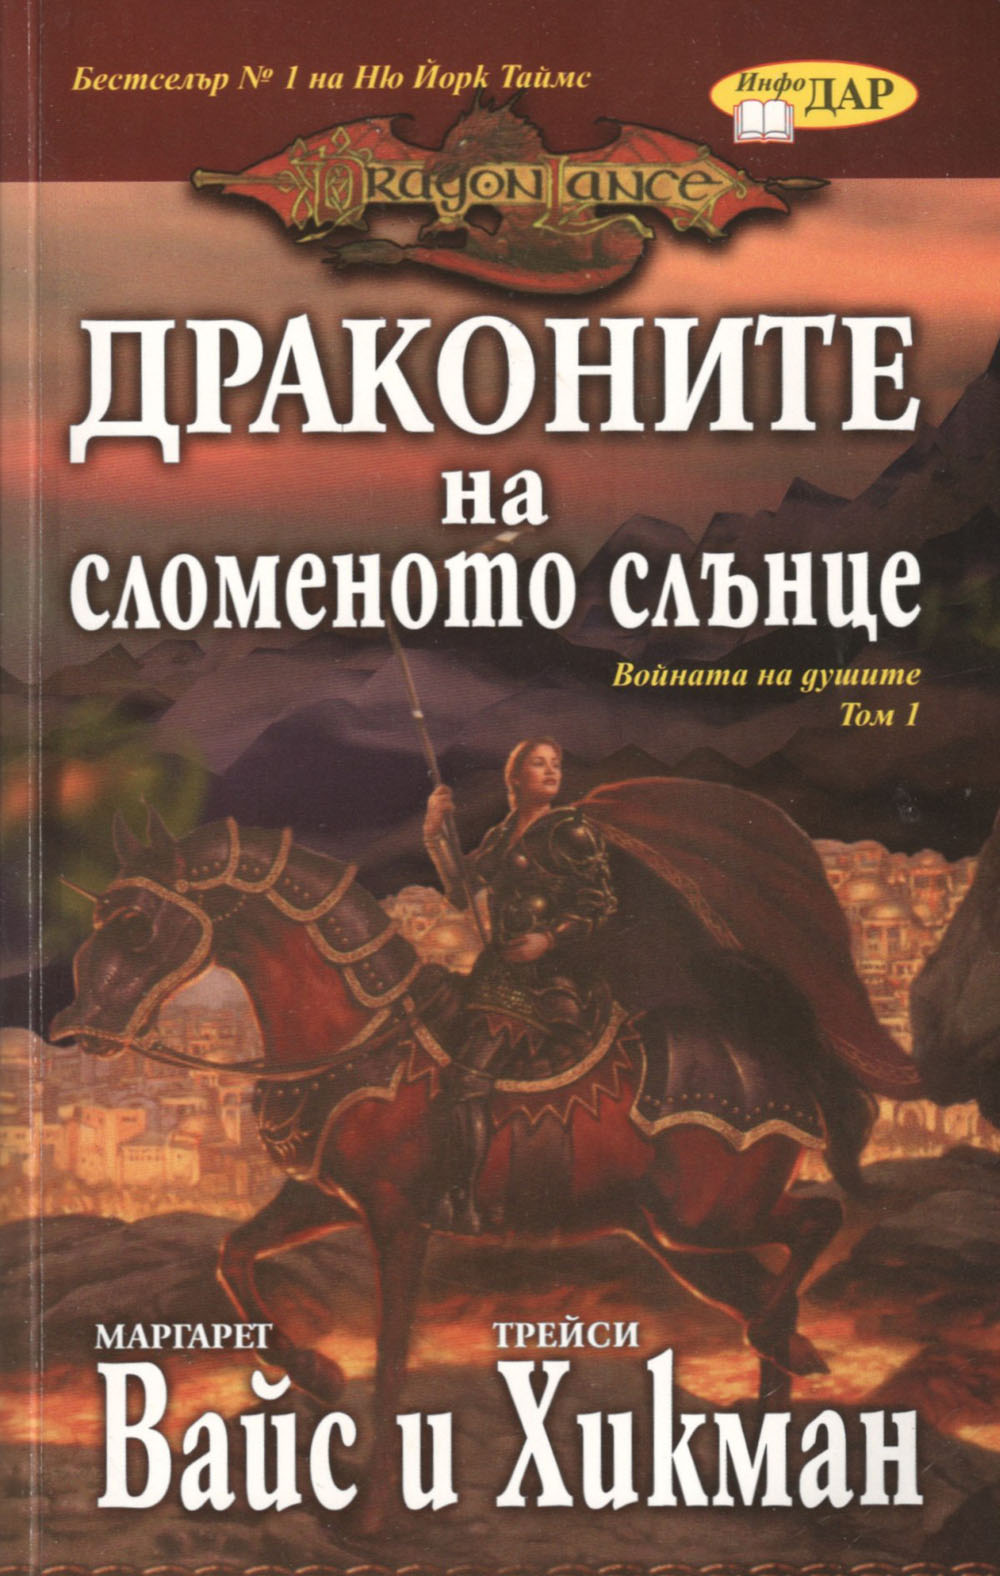 Бестселър № 1 на Ню Йорк Таймс
Инфо
ДАР
DRAGONLANCE
ДРАКОНИТЕ
на
сломеното слънце
Войната на душите
Том 1
МАРГАРЕТ ТРЕЙСИ
Вайс и Хикман